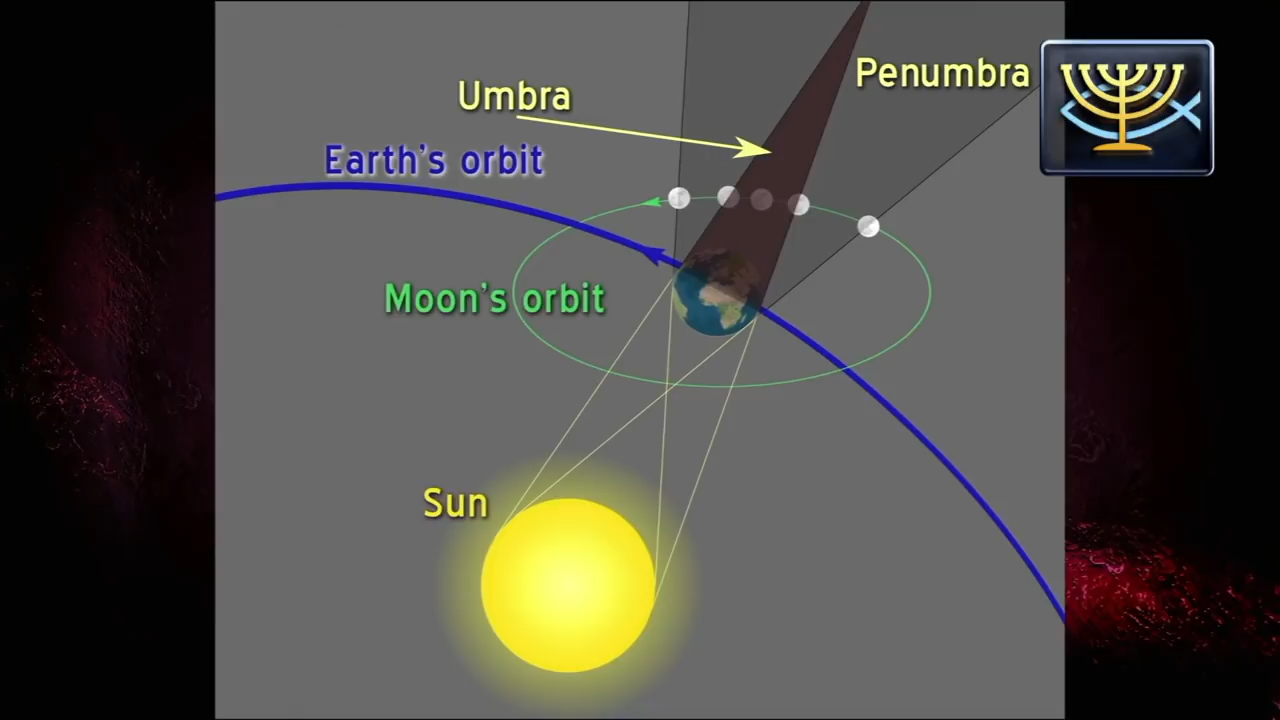 Umbra
Penumbra
Earth's orbit
Moon's orbit
Sun